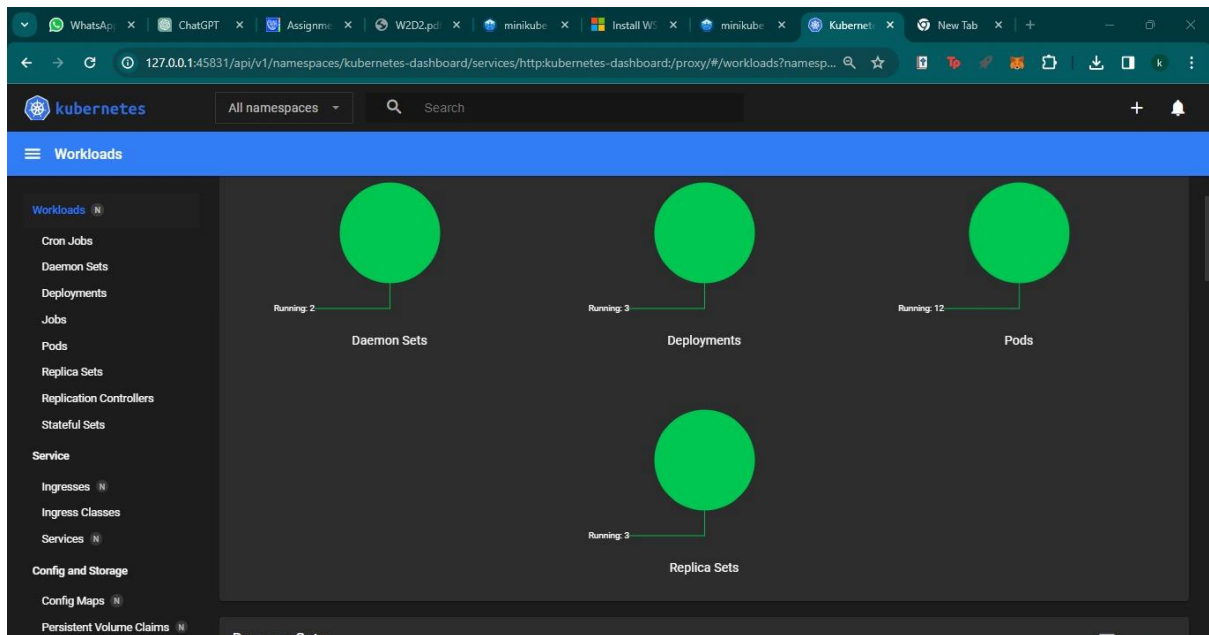 WhatsAp
ChatGPT
Assignme
W2D2.pd
minikube
Install WS
minikube
Kubernet
New Tab
127.0.0.1:45831/api/v1/namespaces/kubernetes-dashboard/services/http:kubernetes-dashboard:/proxy/#/workloads?namesp...
Tp
k
kubernetes
All namespaces
Search
Workloads
Workloads N
Cron Jobs
Daemon Sets
Deployments
Jobs
Pods
Replica Sets
Replication Controllers
Stateful Sets
Service
Ingresses N
Ingress Classes
Services N
Config and Storage
Config Maps N
Persistent Volume Claims N
Running: 2
Daemon Sets
Running: 3
Deployments
Running: 12
Pods
Running: 3
Replica Sets